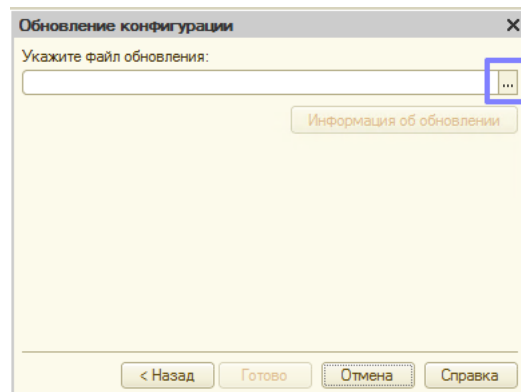 Обновление конфигурации
Укажите файл обновления:
...
Информация об обновлении
< Назад Готово Отмена Справка